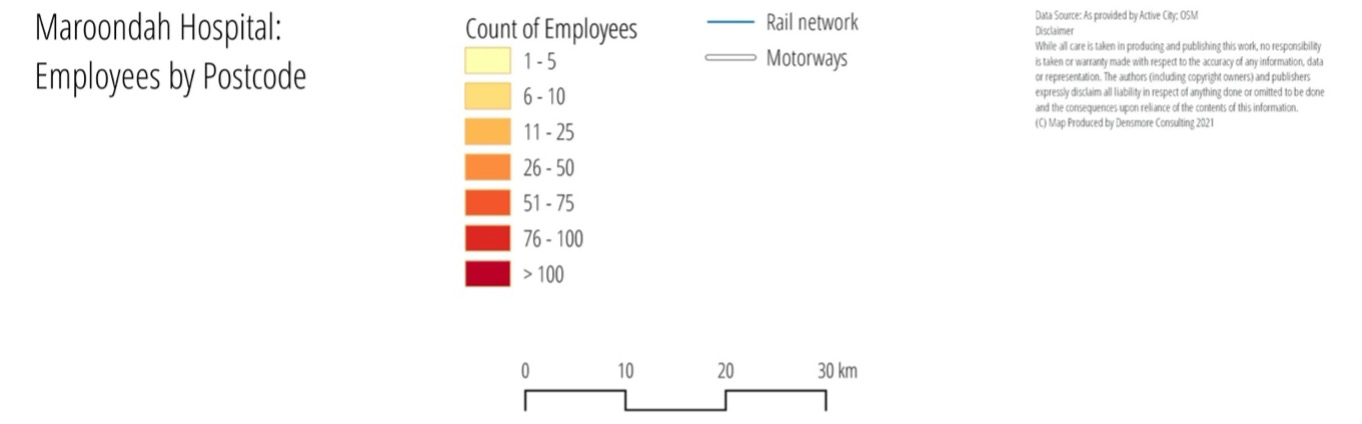 Maroondah Hospital:
Employees by Postcode
Count of Employees
1 - 5
6 - 10
11 - 25
26 - 50
51 - 75
76 - 100
> 100
Rail network
Motorways
0 10 20 30 km
Data Source: As provided by Active City; OSM
Disclaimer
While all care is taken in producing and publishing this work, no responsibility
is taken or warranty made with respect to the accuracy of any information, data
or representation. The authors (including copyright owners) and publishers
expressly disclaim all liability in respect of anything done or omitted to be done
and the consequences upon reliance of the contents of this information.
(C) Map Produced by Densmore Consulting 2021